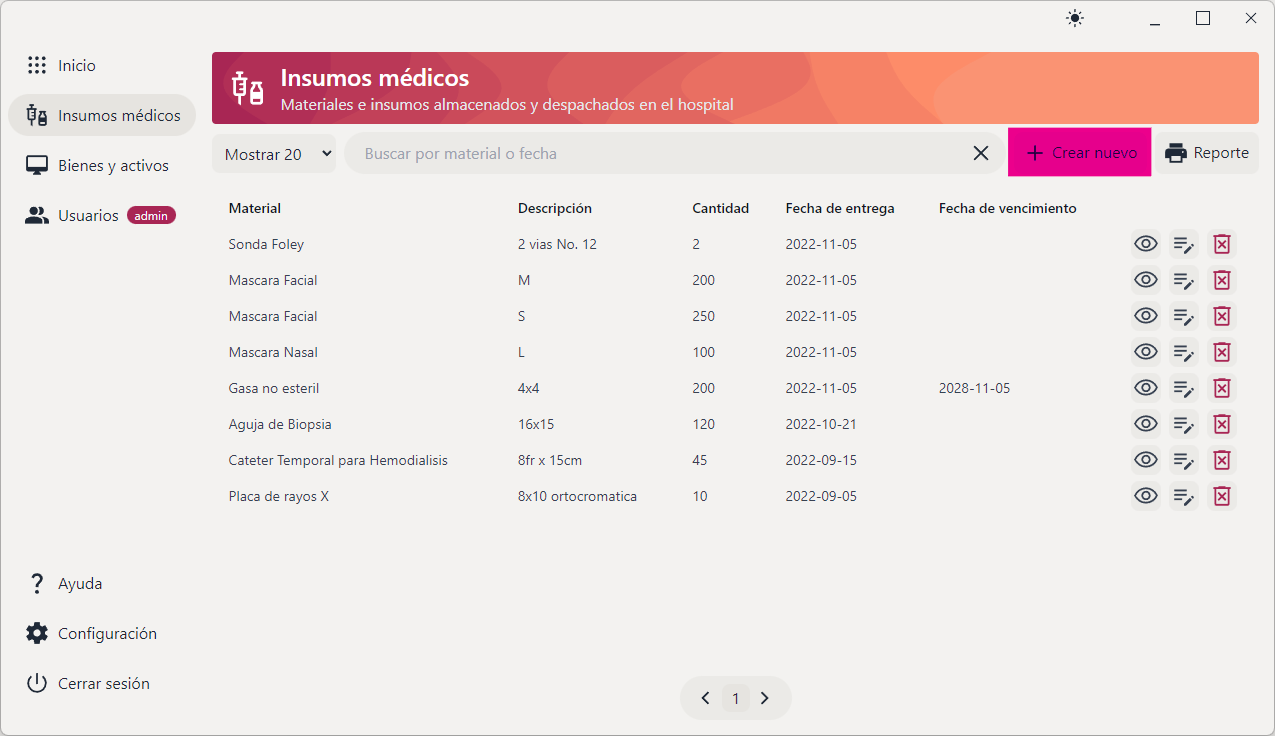 Inicio
Insumos médicos
Bienes y activos
Usuarios admin
Ayuda
Configuración
Cerrar sesión
Insumos médicos
Materiales e insumos almacenados y despachados en el hospital
Mostrar 20 Buscar por material o fecha Crear nuevo Reporte
Material Descripción Cantidad Fecha de entrega Fecha de vencimiento
Sonda Foley 2 vias No. 12 2 2022-11-05
Mascara Facial M 200 2022-11-05
Mascara Facial S 250 2022-11-05
Mascara Nasal L 100 2022-11-05
Gasa no esteril 4x4 200 2022-11-05 2028-11-05
Aguja de Biopsia 16x15 120 2022-10-21
Cateter Temporal para Hemodialisis 8fr x 15cm 45 2022-09-15
Placa de rayos X 8x10 ortocromatica 10 2022-09-05
1